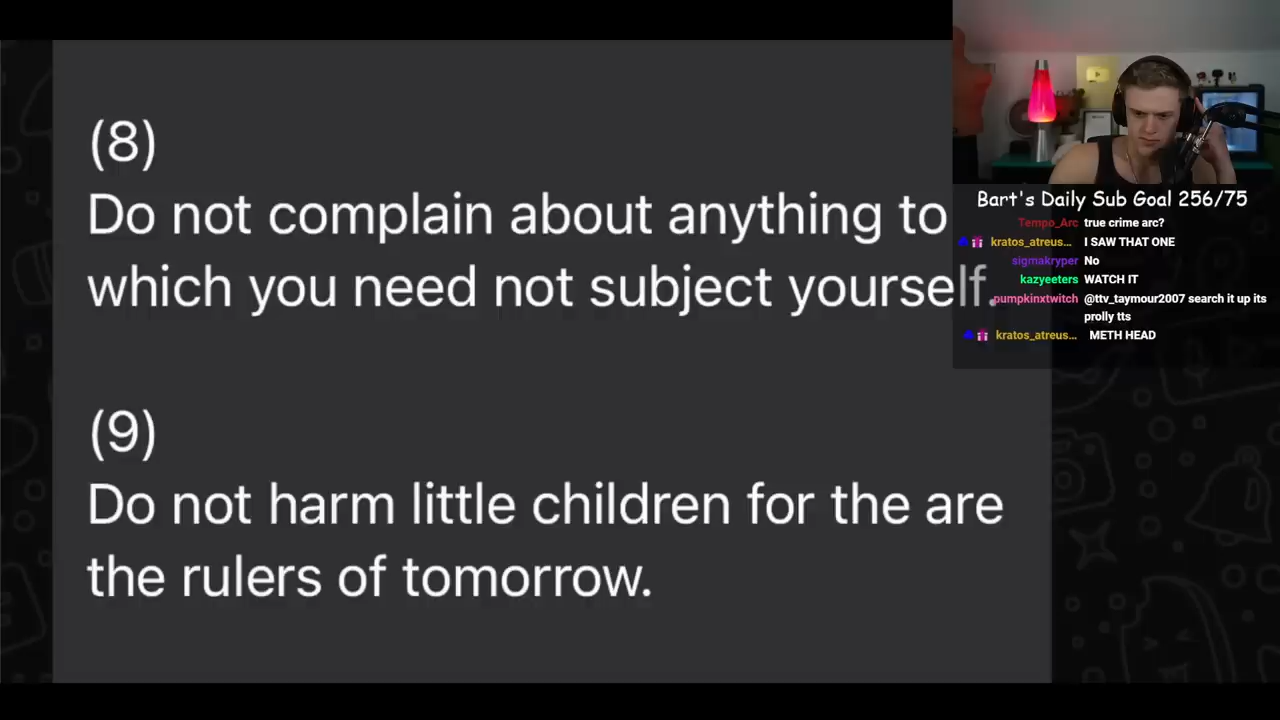 (8)
Do not complain about anything to
which you need not subject yourself.
(9)
Do not harm little children for the are
the rulers of tomorrow.
Bart's Daily Sub Goal 256/75
Tempo_Arc true crime arc?
kratos_atreus... I SAW THAT ONE
sigmakryper No
kazyeeters WATCH IT
pumpkinxtwitch @ttv_taymour2007 search it up its
prolly tts
kratos_atreus... METH HEAD